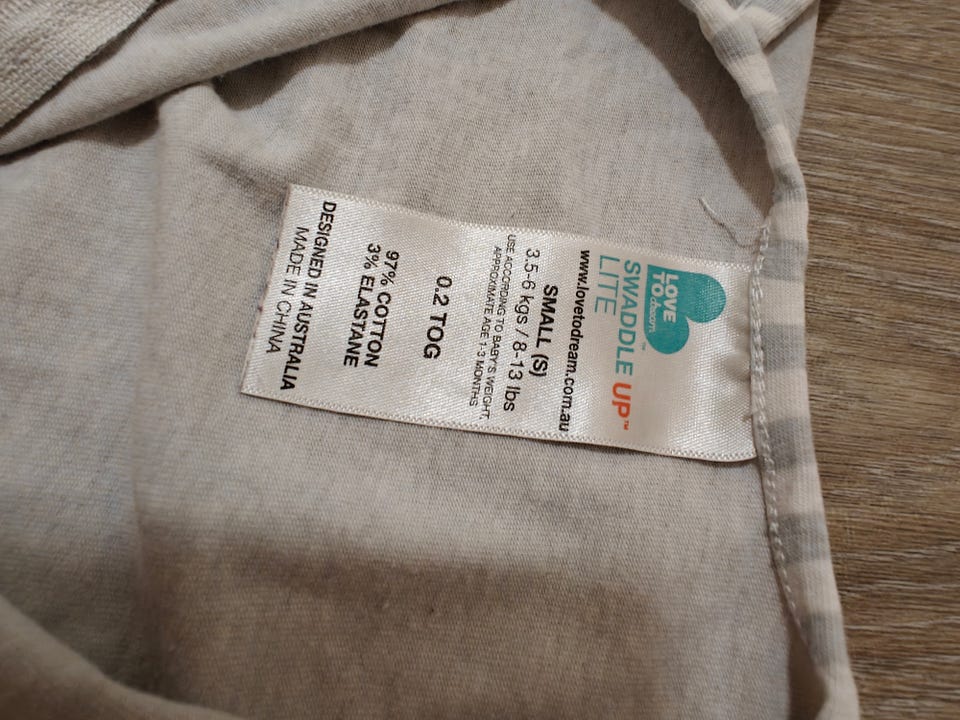 LOVE
TO dream™
SWADDLE UP™
LITE
www.lovetodream.com.au
SMALL (S)
3.5-6 kgs / 8-13 lbs
USE ACCORDING TO BABY'S WEIGHT
APPROXIMATE AGE 1-3 MONTHS
0.2 TOG
97% COTTON
3% ELASTANE
DESIGNED IN AUSTRALIA
MADE IN CHINA